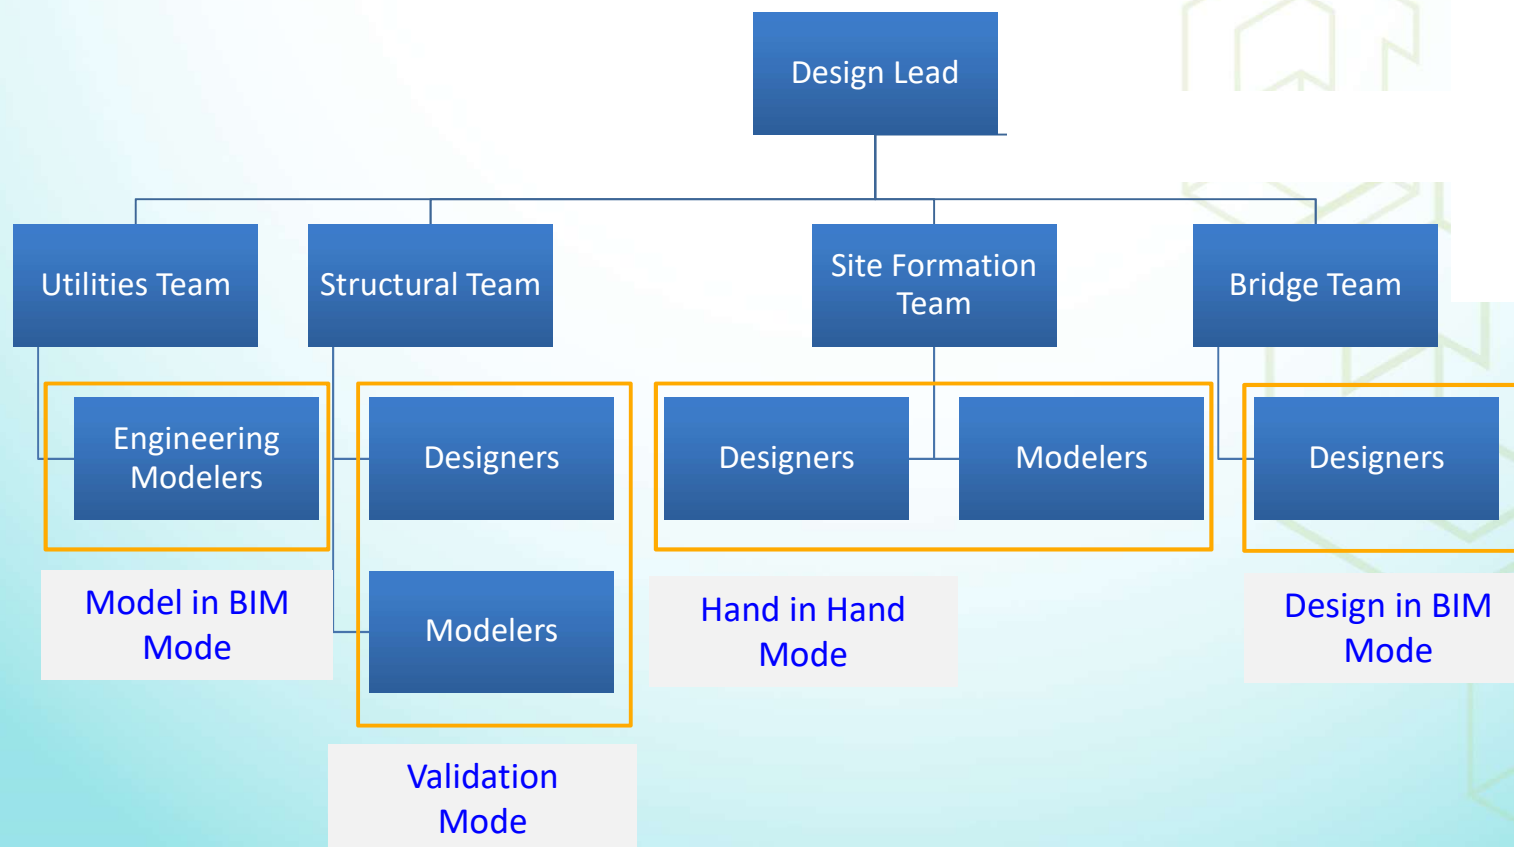 Design Lead
Utilities Team
Structural Team
Site Formation
Team
Bridge Team
Engineering
Modelers
Designers
Designers
Modelers
Designers
Model in BIM
Mode
Modelers
Hand in Hand
Mode
Design in BIM
Mode
Validation
Mode